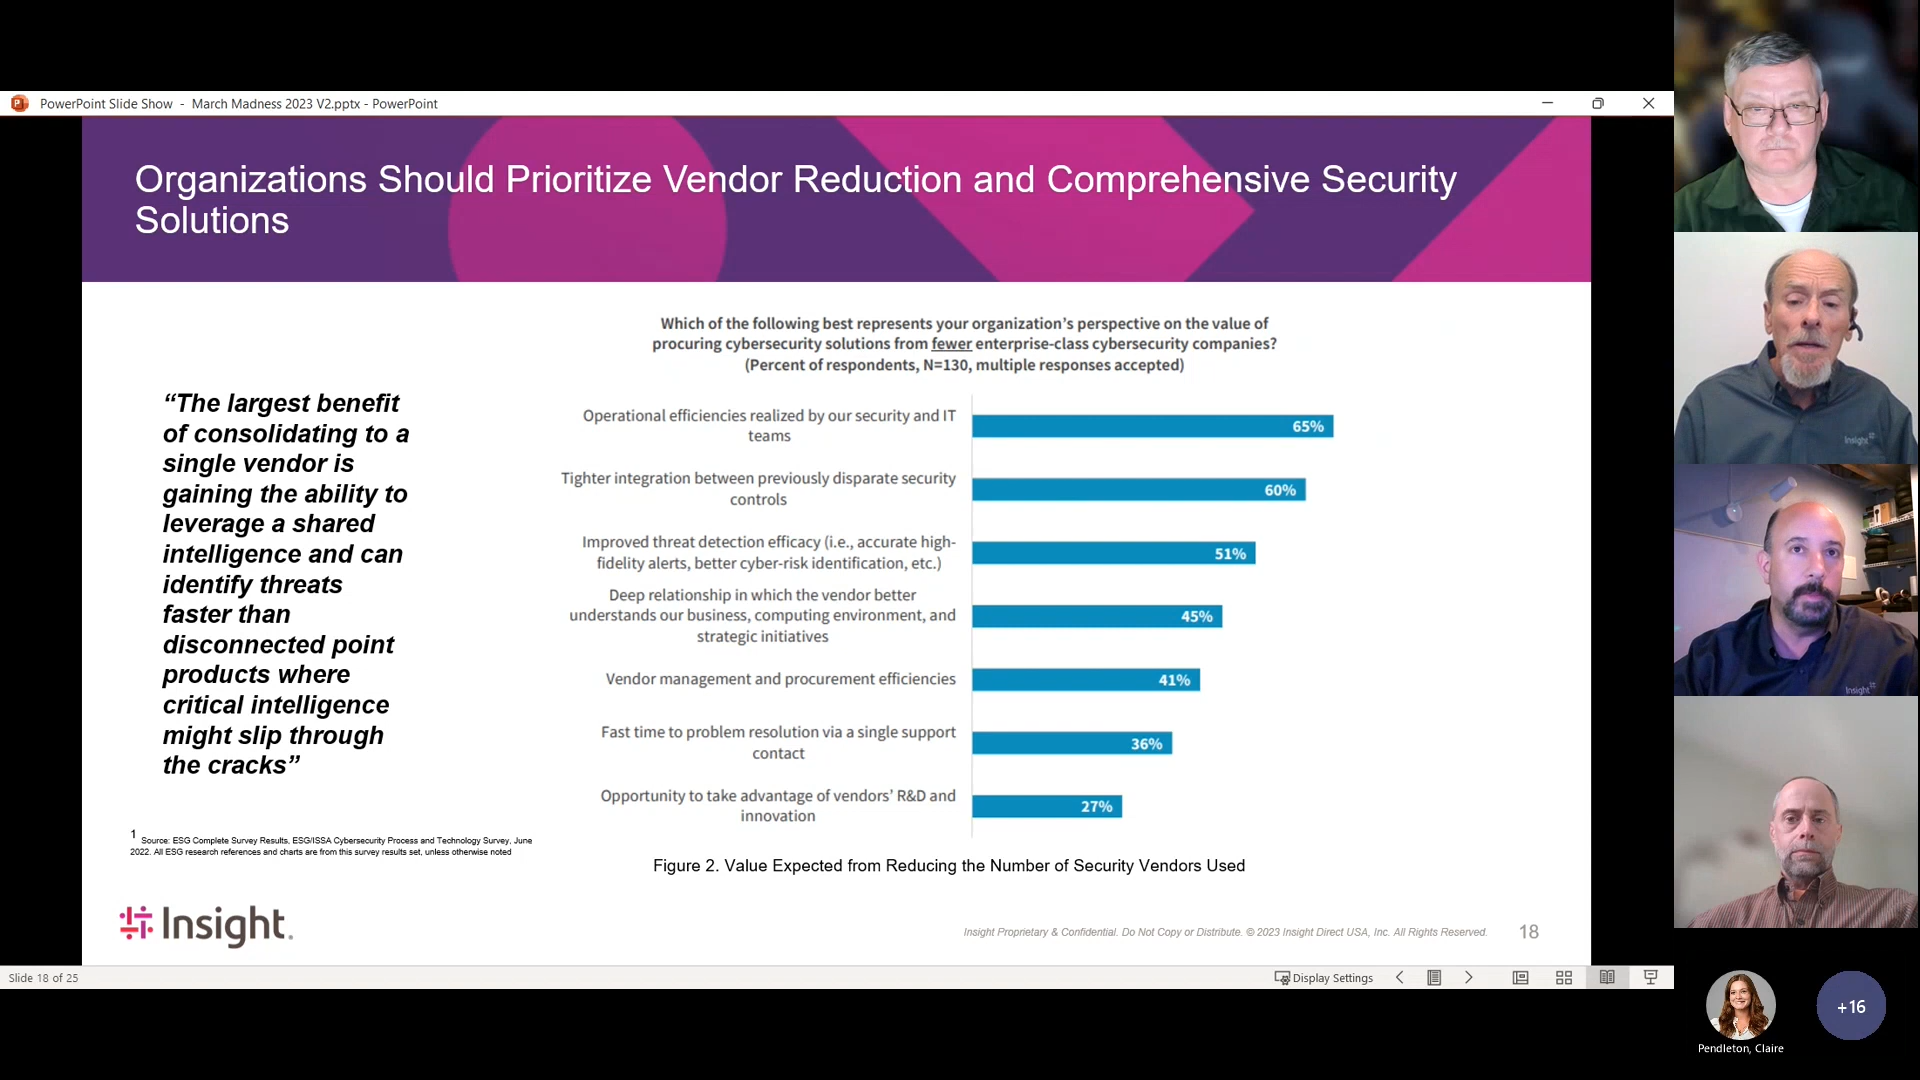 PowerPoint Slide Show - March Madness 2023 V2.pptx - PowerPoint
Organizations Should Prioritize Vendor Reduction and Comprehensive Security
Solutions
“The largest benefit
of consolidating to a
single vendor is
gaining the ability to
leverage a shared
intelligence and can
identify threats
faster than
disconnected point
products where
critical intelligence
might slip through
the cracks”
1 Source: ESG Complete Survey Results, ESG/ISSA Cybersecurity Process and Technology Survey, June
2022. All ESG research references and charts are from this survey results set, unless otherwise noted
Which of the following best represents your organization’s perspective on the value of
procuring cybersecurity solutions from fewer enterprise-class cybersecurity companies?
(Percent of respondents, N=130, multiple responses accepted)
Operational efficiencies realized by our security and IT
teams
65%
Tighter integration between previously disparate security
controls
60%
Improved threat detection efficacy (i.e., accurate high-
fidelity alerts, better cyber-risk identification, etc.)
51%
Deep relationship in which the vendor better
understands our business, computing environment, and
strategic initiatives
45%
Vendor management and procurement efficiencies
41%
Fast time to problem resolution via a single support
contact
36%
Opportunity to take advantage of vendors’ R&D and
innovation
27%
Figure 2. Value Expected from Reducing the Number of Security Vendors Used
Insight.
Insight Proprietary & Confidential. Do Not Copy or Distribute. © 2023 Insight Direct USA, Inc. All Rights Reserved.
18
Slide 18 of 25
Display Settings
Insight
Insight
Pendleton, Claire
+16